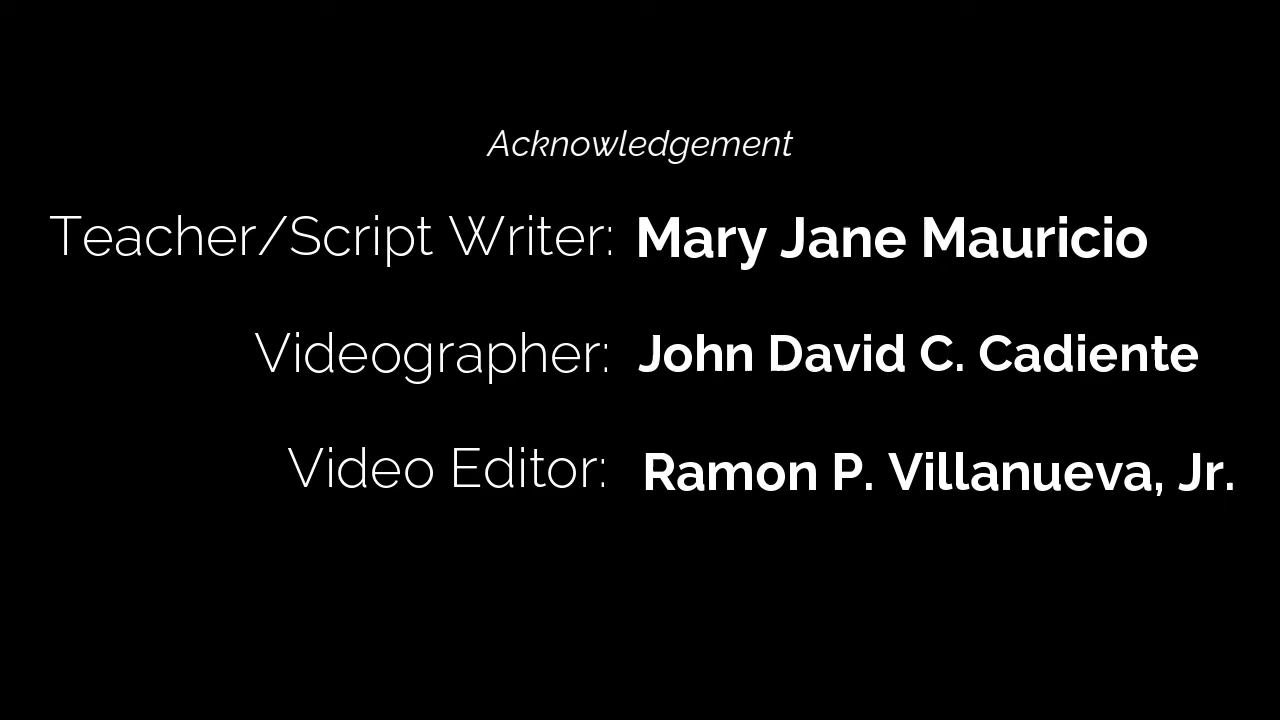 Acknowledgement
Teacher/Script Writer: Mary Jane Mauricio
Videographer: John David C. Cadiente
Video Editor: Ramon P. Villanueva, Jr.